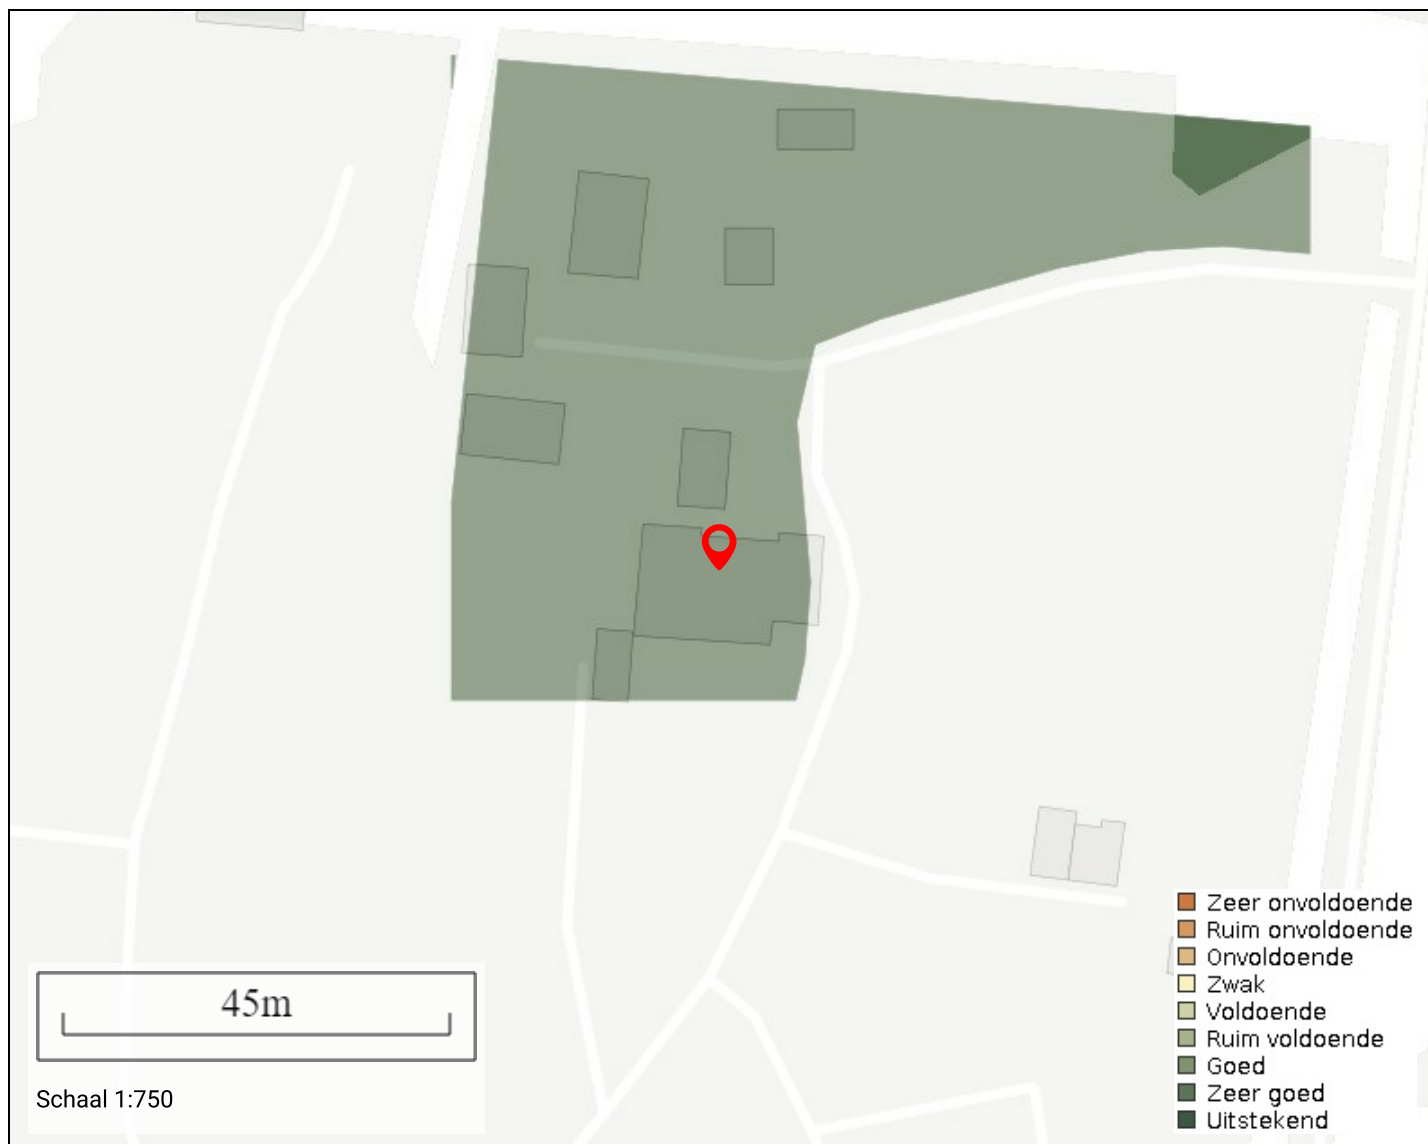 Zeer onvoldoende
Ruim onvoldoende
Onvoldoende
Zwak
Voldoende
Ruim voldoende
Goed
Zeer goed
Uitstekend
45m
Schaal 1:750